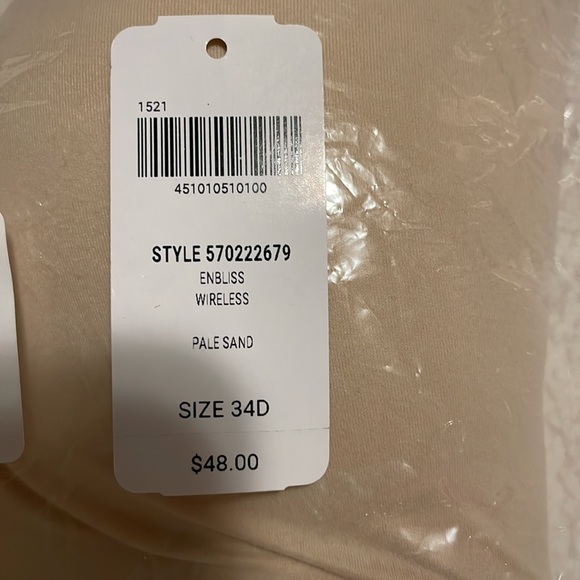 1521
451010510100
STYLE 570222679
ENBLISS
WIRELESS
PALE SAND
SIZE 34D
$48.00